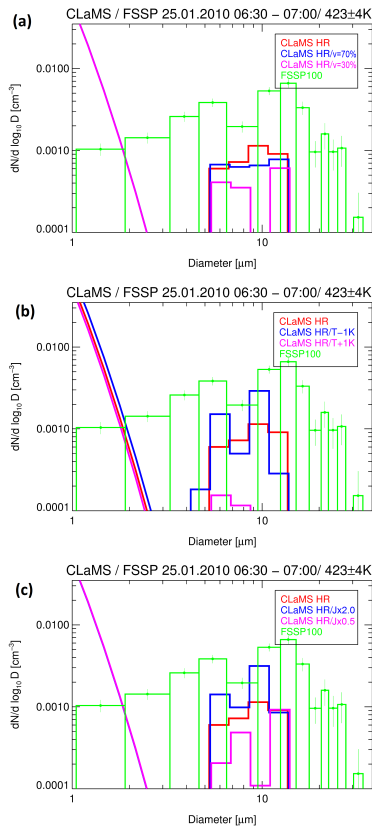 (a)
CLaMS / FSSP 25.01.2010 06:30 – 07:00/ 423±4K
CLaMS HR
CLaMS HR/v=70%
CLaMS HR/v=30%
FSSP100
0.0100
0.0010
0.0001
dN/d log10 D [cm−3]
1
10
Diameter [μm]
(b)
CLaMS / FSSP 25.01.2010 06:30 – 07:00/ 423±4K
CLaMS HR
CLaMS HR/T−1K
CLaMS HR/T+1K
FSSP100
0.0100
0.0010
0.0001
dN/d log10 D [cm−3]
1
10
Diameter [μm]
(c)
CLaMS / FSSP 25.01.2010 06:30 – 07:00/ 423±4K
CLaMS HR
CLaMS HR/Jx2.0
CLaMS HR/Jx0.5
FSSP100
0.0100
0.0010
0.0001
dN/d log10 D [cm−3]
1
10
Diameter [μm]